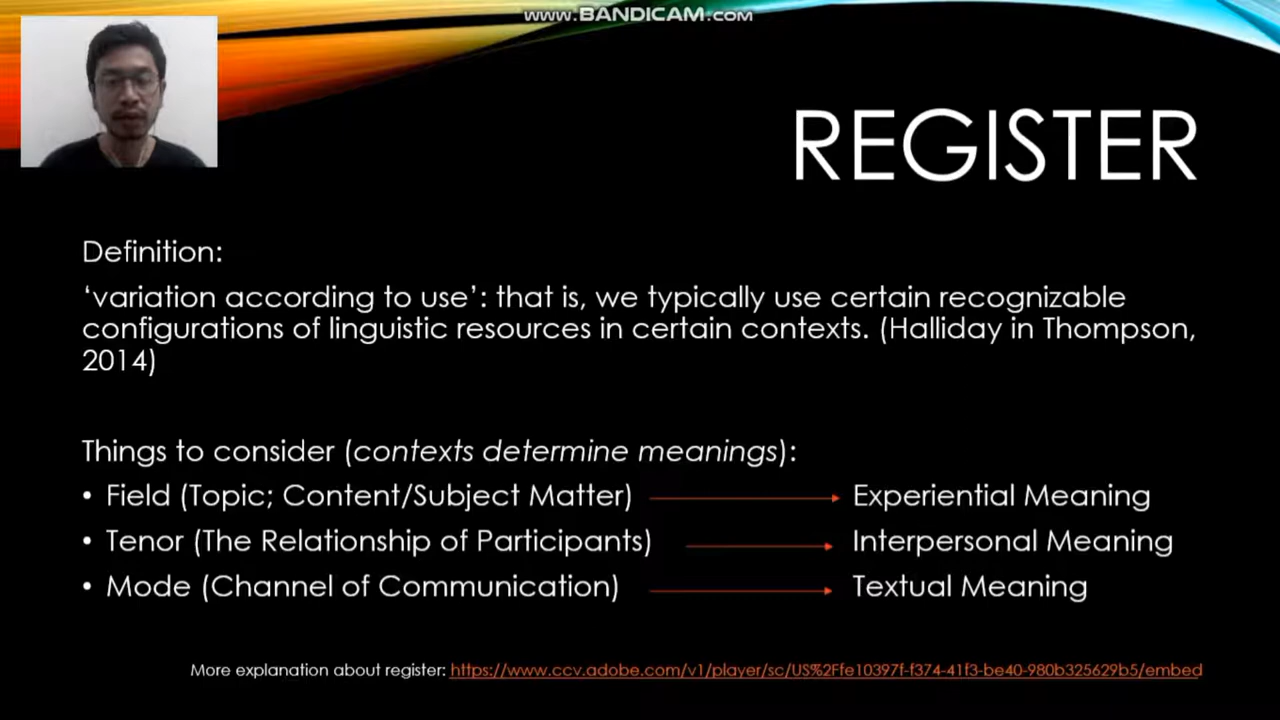 www.BANDICAM.com
REGISTER
Definition:
‘variation according to use’: that is, we typically use certain recognizable
configurations of linguistic resources in certain contexts. (Halliday in Thompson,
2014)
Things to consider (contexts determine meanings):
• Field (Topic; Content/Subject Matter) Experiential Meaning
• Tenor (The Relationship of Participants) Interpersonal Meaning
• Mode (Channel of Communication) Textual Meaning
More explanation about register: https://www.ccv.adobe.com/v1/player/sc/US%2Ffe10397f-f374-41f3-be40-980b325629b5/embed